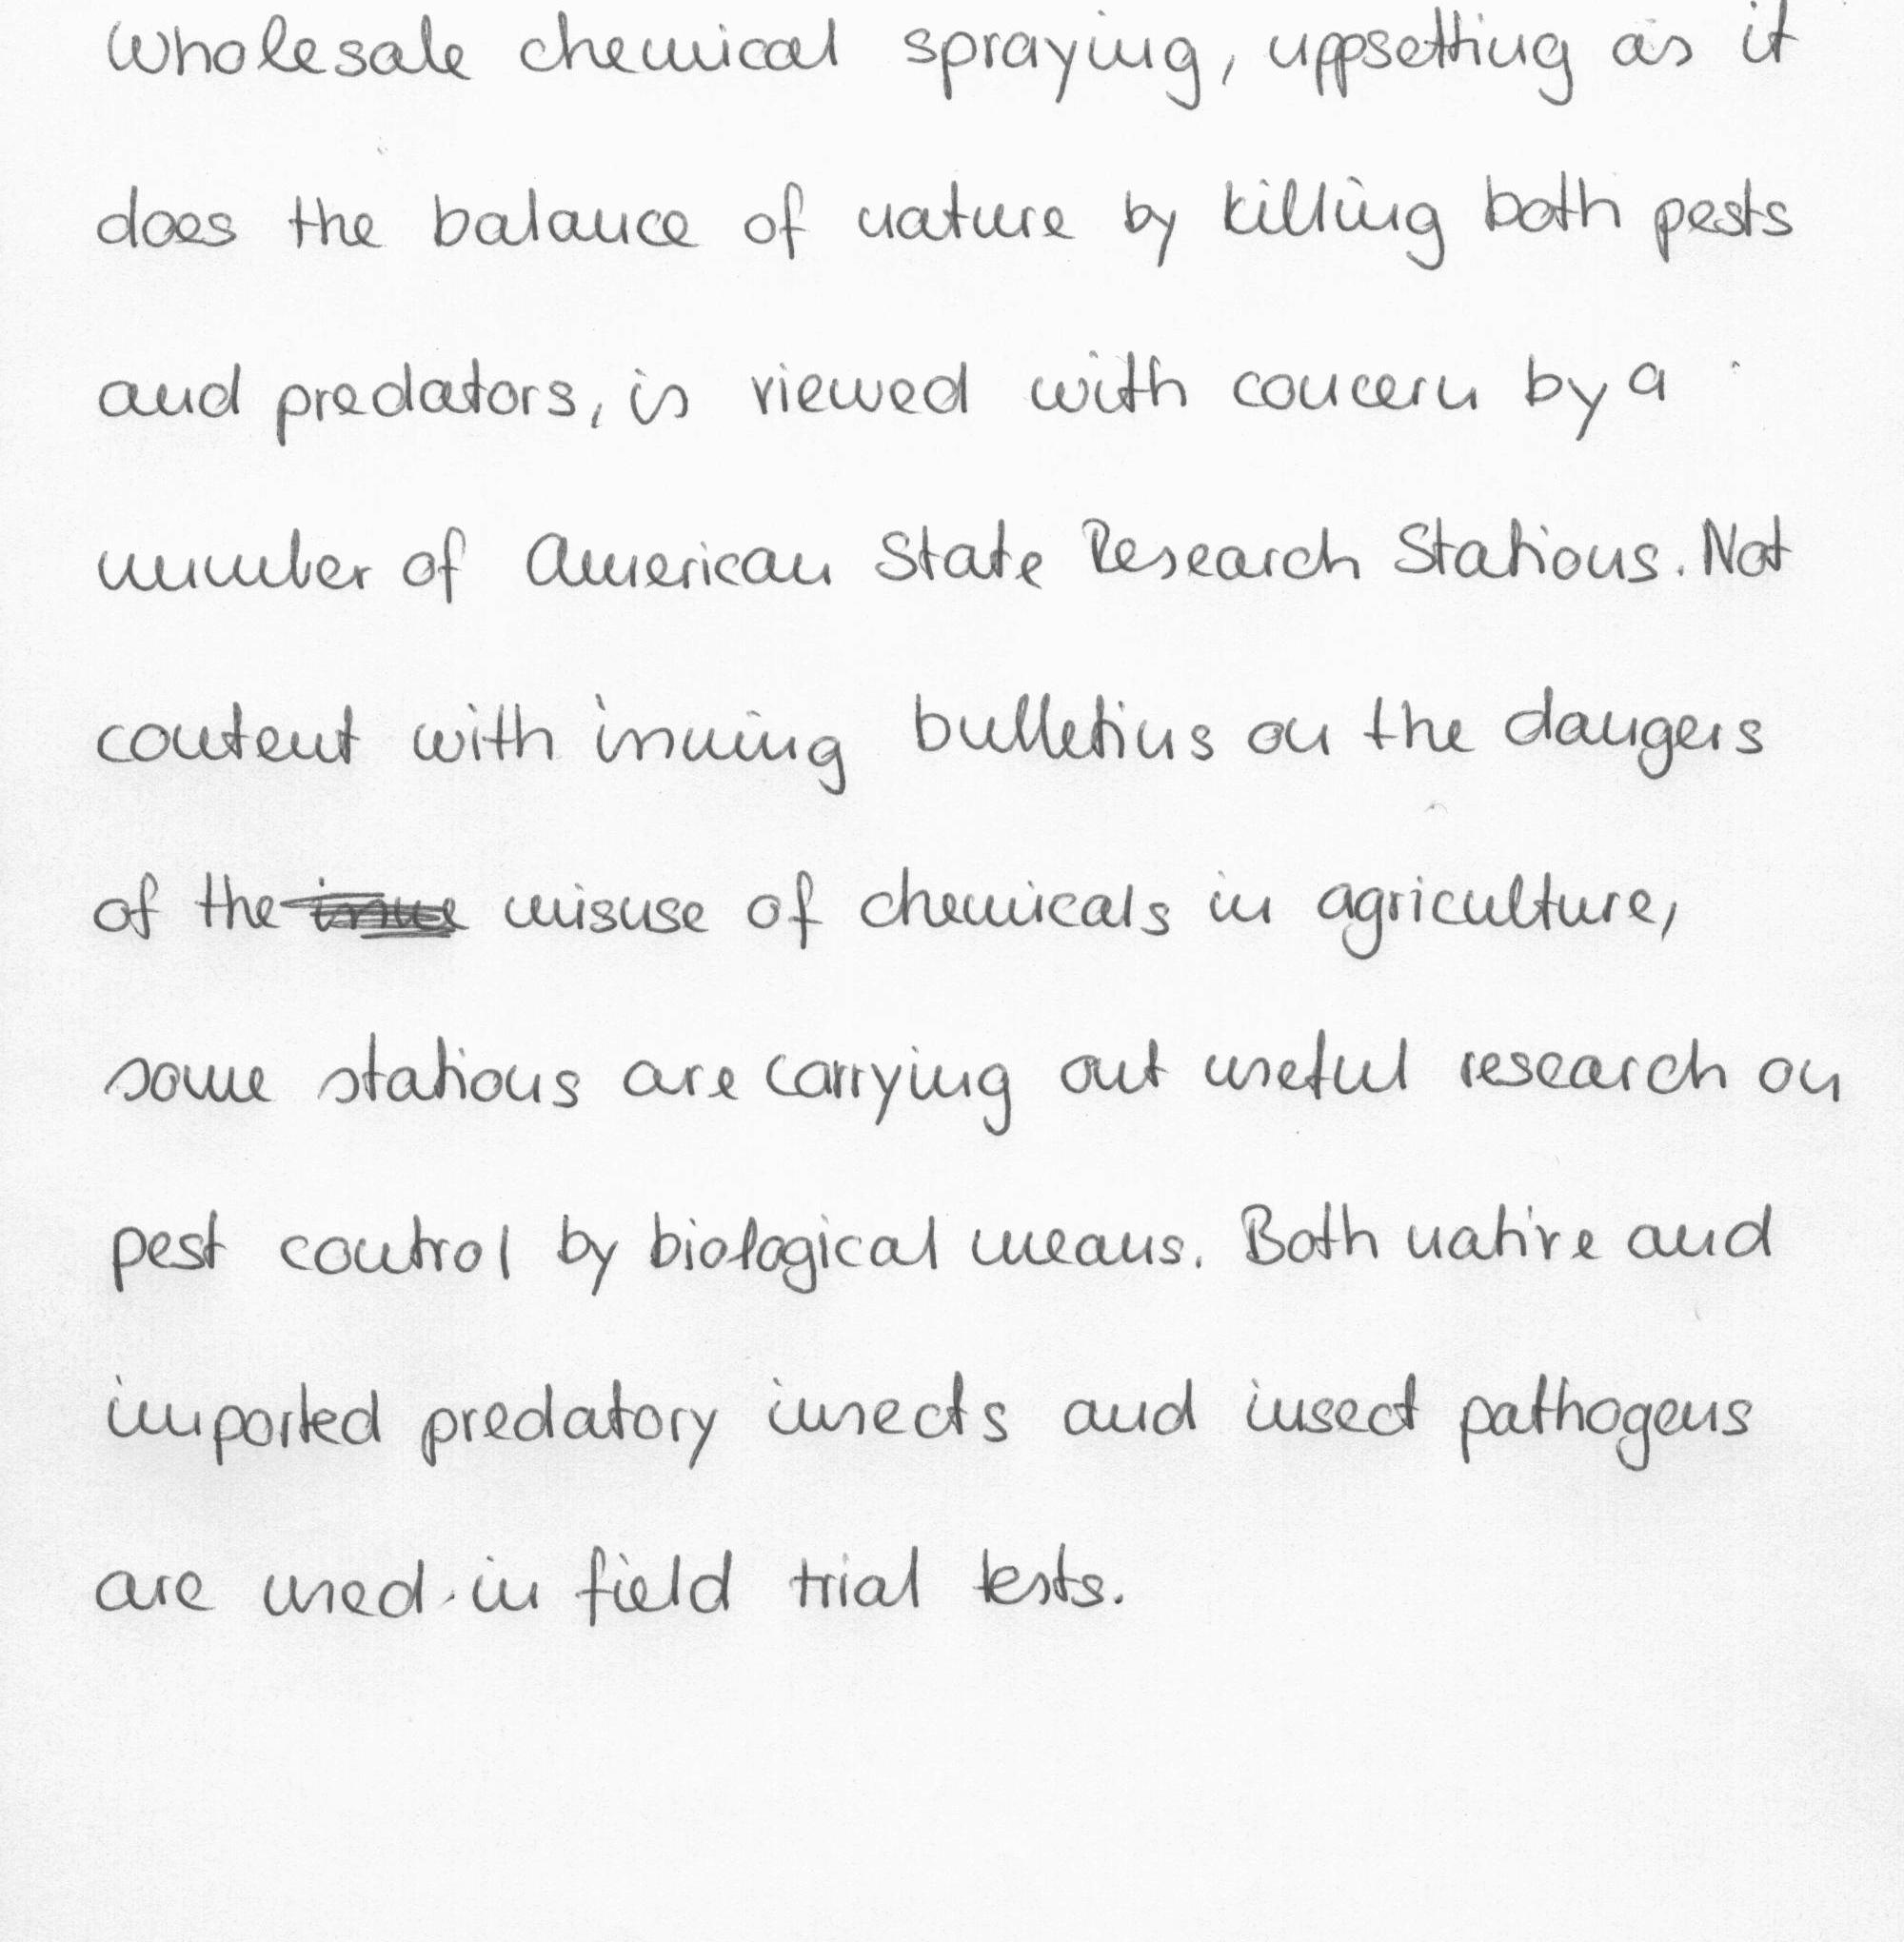 Wholesale chemical spraying, uppsetting as it
does the balance of nature by killing both pests
and predators, is viewed with concern by a
number of American State Research Stations. Not
content with issuing bulletins on the dangers
of the misuse of chemicals in agriculture,
some stations are carrying out useful research on
pest control by biological means. Both native and
imported predatory insects and insect pathogens
are used in field trial tests.